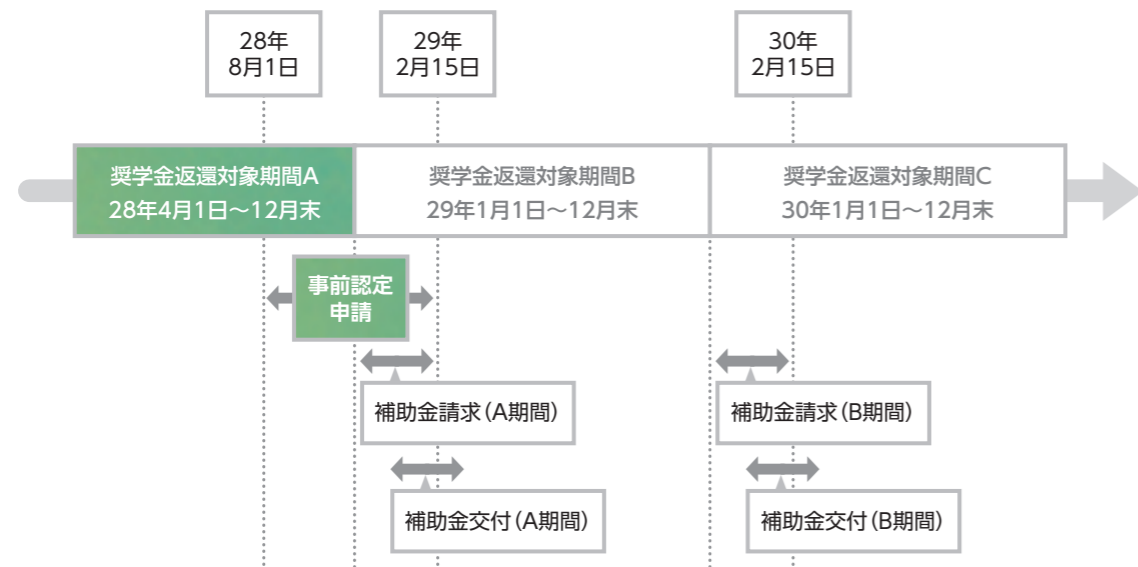 28年
8月1日
29年
2月15日
30年
2月15日
奨学金返還対象期間A
28年4月1日～12月末
奨学金返還対象期間B
29年1月1日～12月末
奨学金返還対象期間C
30年1月1日～12月末
事前認定
申請
補助金請求（A期間）
補助金請求（B期間）
補助金交付（A期間）
補助金交付（B期間）